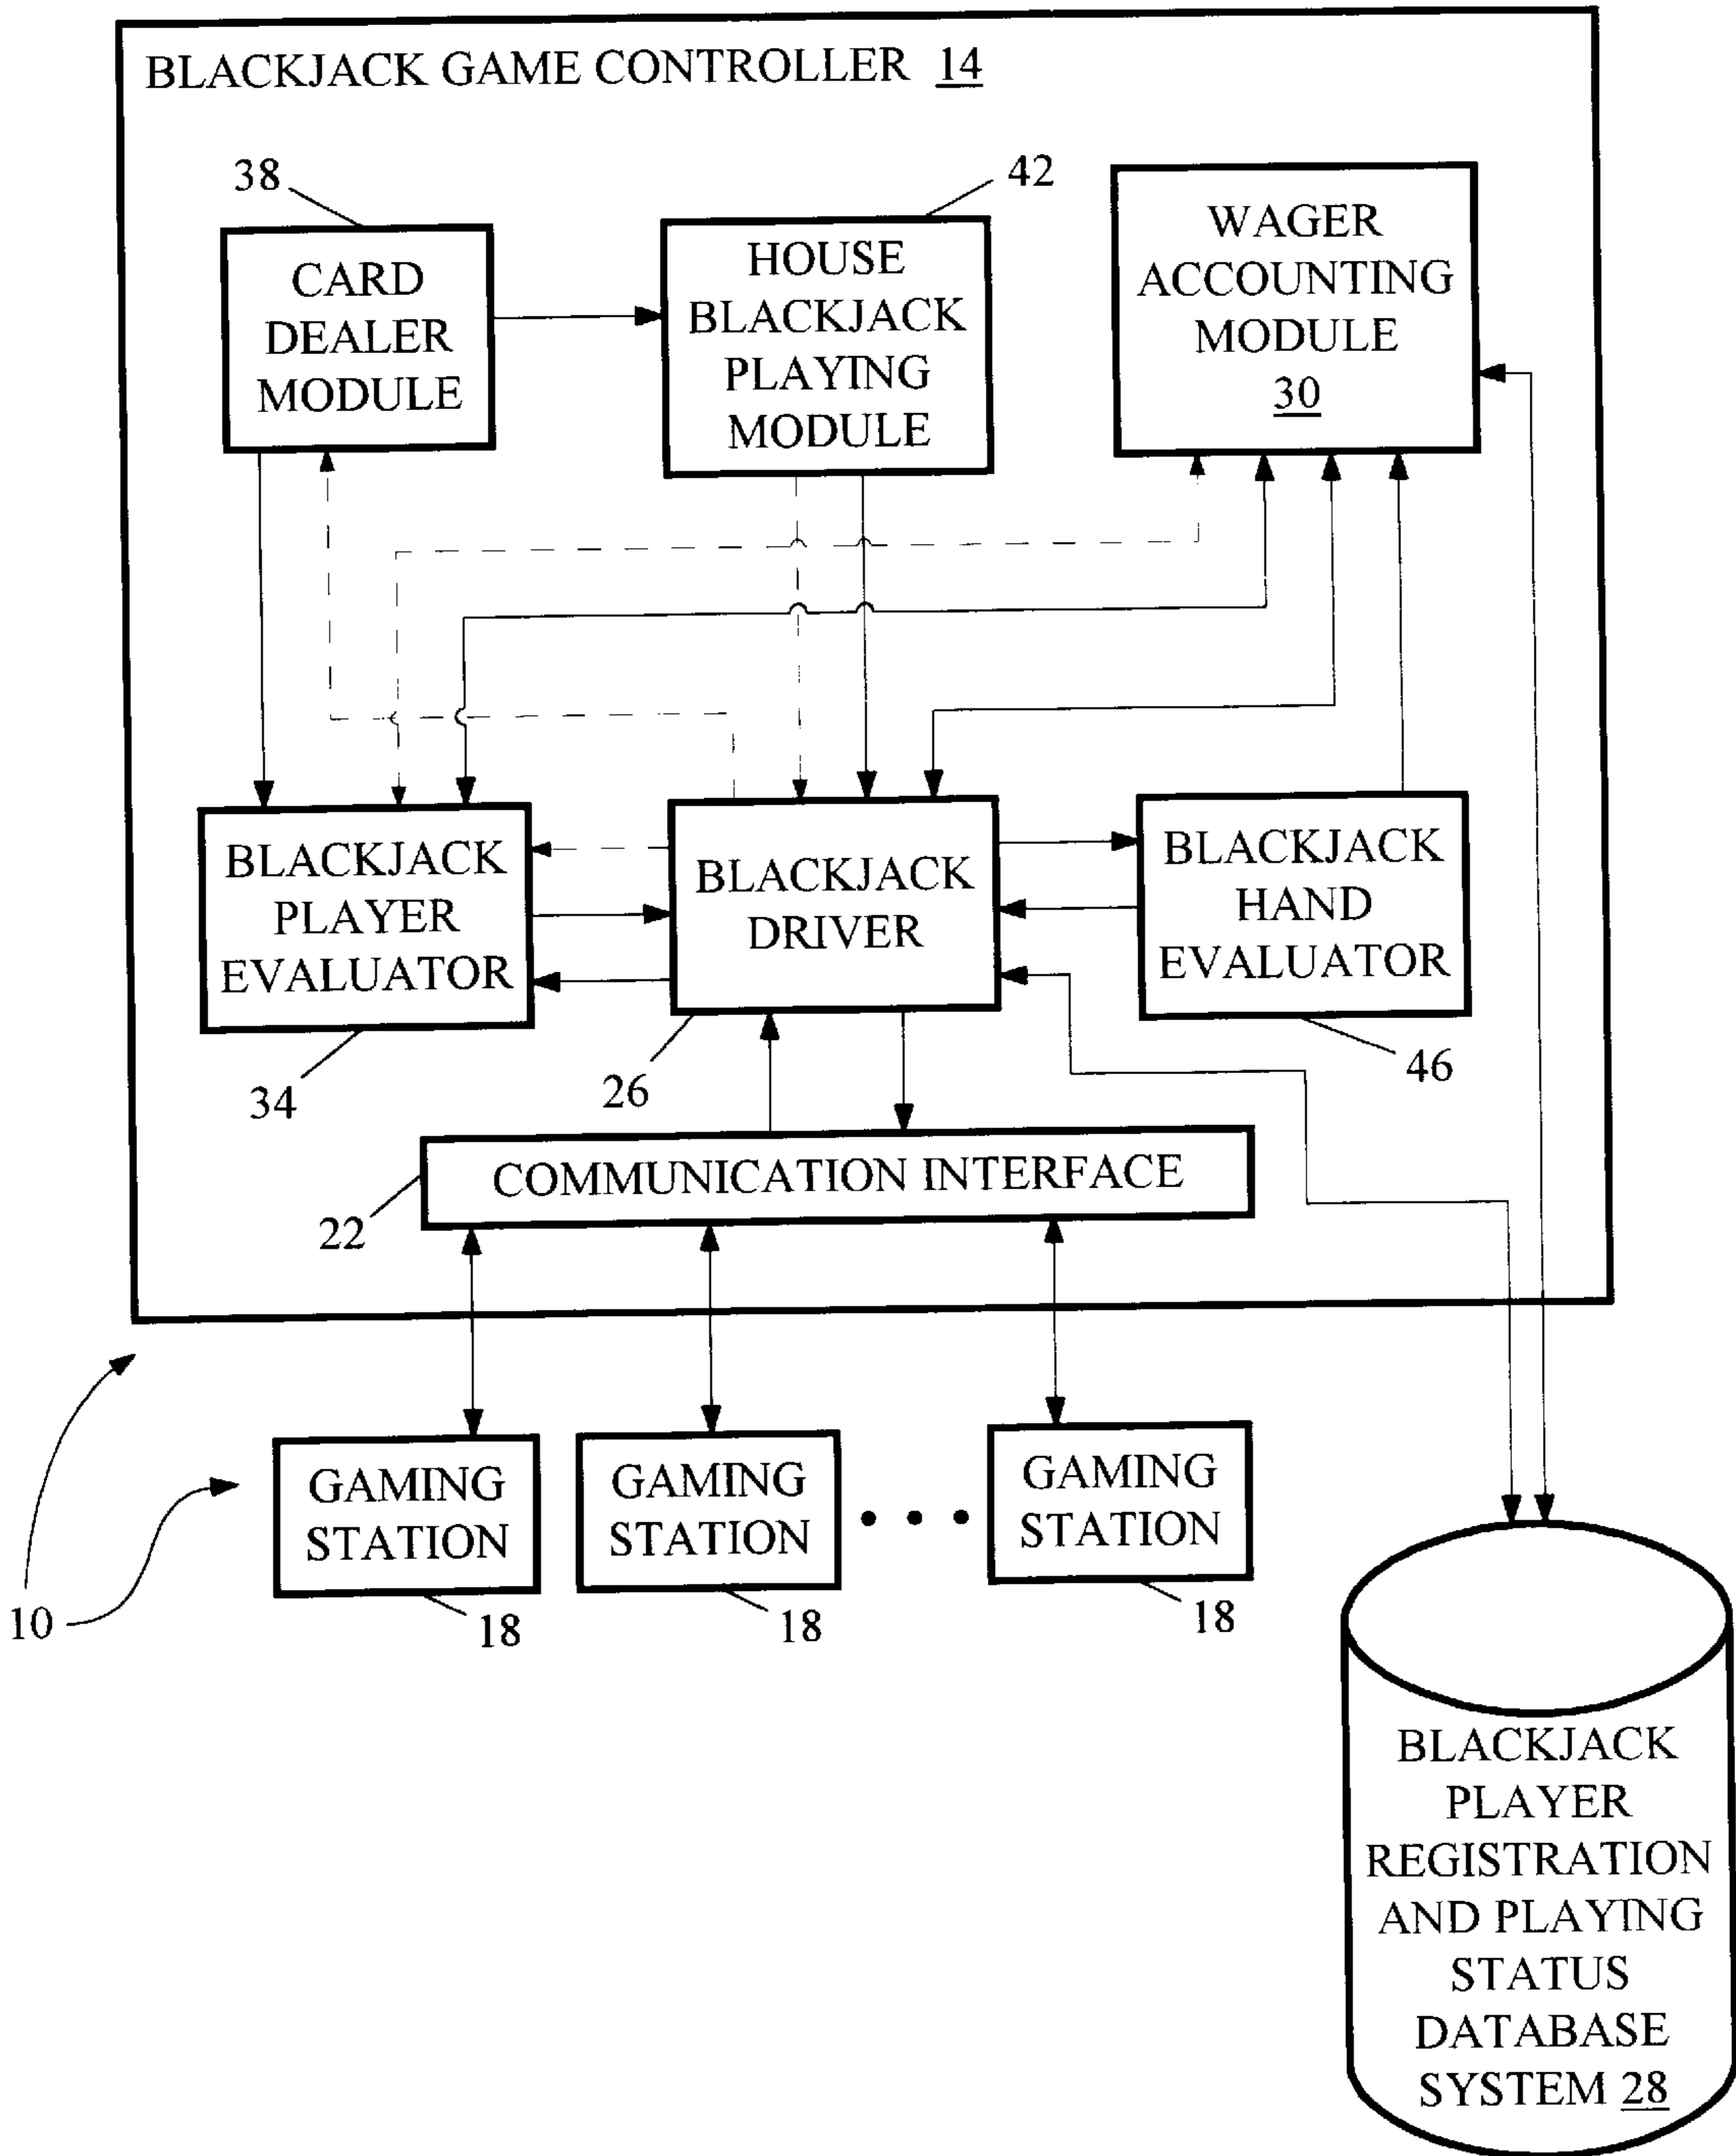 BLACKJACK GAME CONTROLLER 14
38
42
CARD
DEALER
MODULE
HOUSE
BLACKJACK
PLAYING
MODULE
WAGER
ACCOUNTING
MODULE
30
BLACKJACK
PLAYER
EVALUATOR
BLACKJACK
DRIVER
BLACKJACK
HAND
EVALUATOR
34
26
46
COMMUNICATION INTERFACE
22
GAMING
STATION
GAMING
STATION
GAMING
STATION
10
18
18
18
BLACKJACK
PLAYER
REGISTRATION
AND PLAYING
STATUS
DATABASE
SYSTEM 28